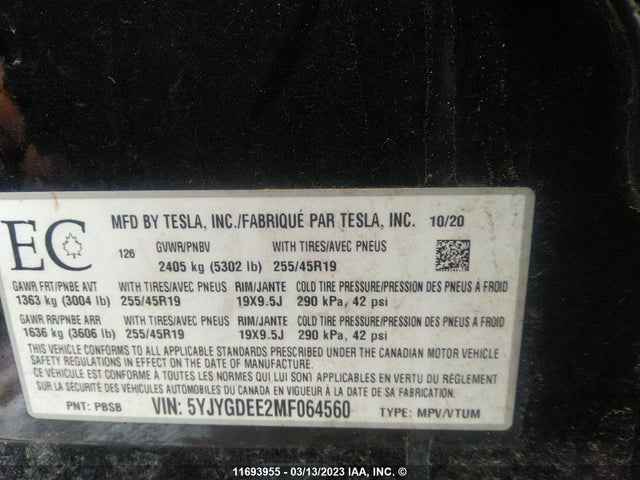 EC
MFD BY TESLA, INC./FABRIQUÉ PAR TESLA, INC. 10/20
126 GVWR/PNBV WITH TIRES/AVEC PNEUS
2405 kg (5302 lb) 255/45R19
GAWR FRT/PNBE AVT WITH TIRES/AVEC PNEUS RIM/JANTE COLD TIRE PRESSURE/PRESSION DES PNEUS À FROID
1363 kg (3004 lb) 255/45R19 19X9.5J 290 kPa, 42 psi
GAWR RR/PNBE ARR WITH TIRES/AVEC PNEUS RIM/JANTE COLD TIRE PRESSURE/PRESSION DES PNEUS À FROID
1636 kg (3606 lb) 255/45R19 19X9.5J 290 kPa, 42 psi
THIS VEHICLE CONFORMS TO ALL APPLICABLE STANDARDS PRESCRIBED UNDER THE CANADIAN MOTOR VEHICLE
SAFETY REGULATIONS IN EFFECT ON THE DATE OF MANUFACTURE.
CE VÉHICULE EST CONFORME À TOUTES LES NORMES QUI LUI SONT APPLICABLES EN VERTU DU RÉGLEMENT
SUR LA SÉCURITÉ DES VÉHICULES AUTOMOBILES DU CANADA EN VIGUEUR À LA DATE DE SA FABRICATION.
PNT: PBSB VIN: 5YJYGDEE2MF064560 TYPE: MPV/VTUM
11693955 - 03/13/2023 - IAA, INC. ©